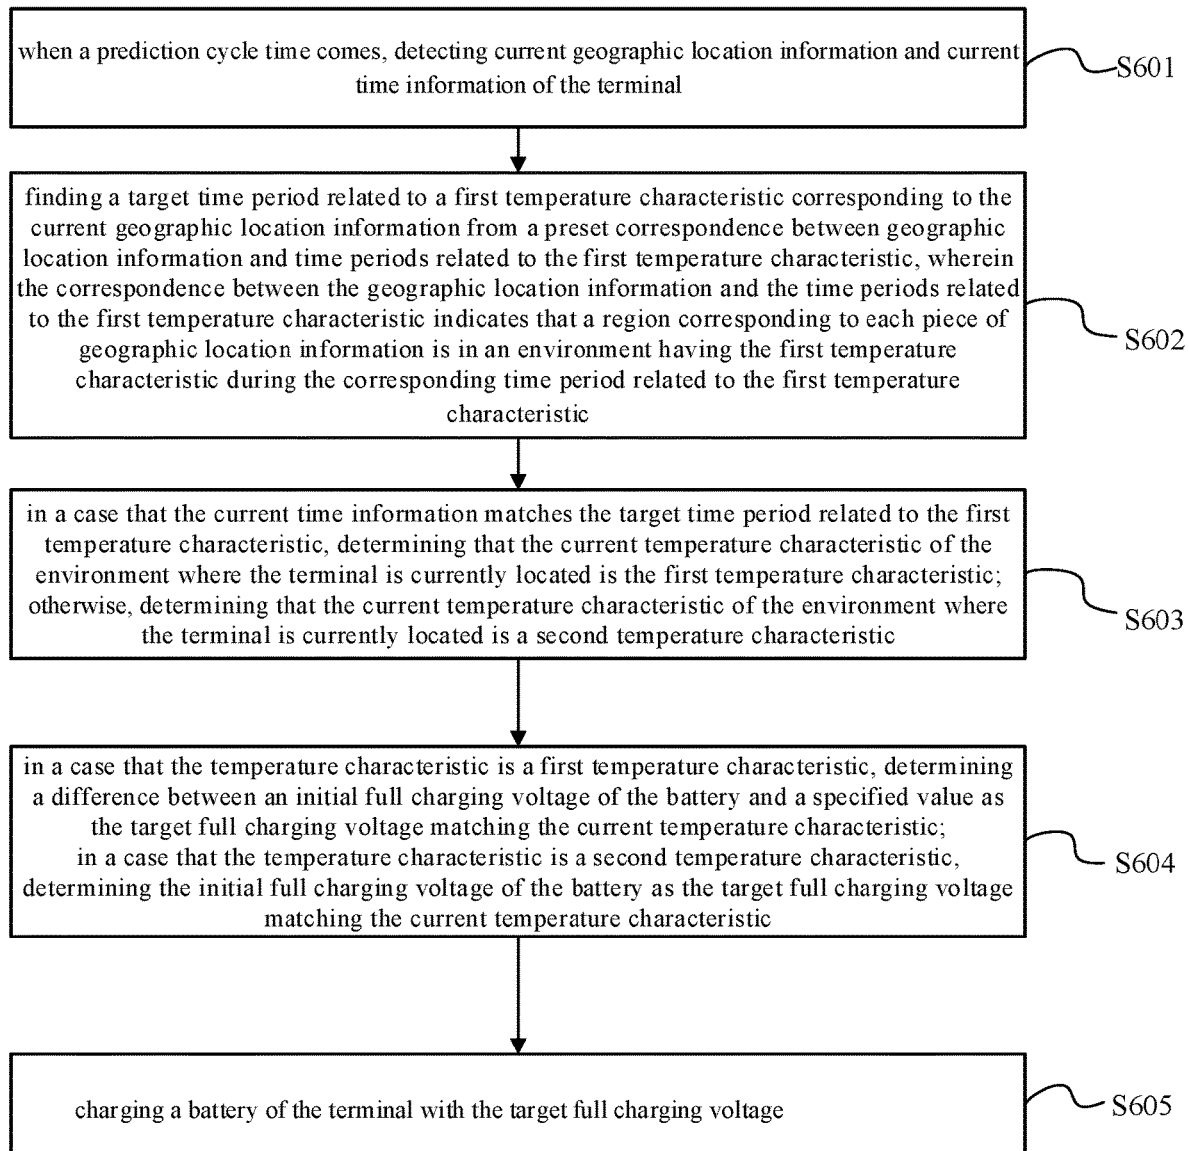 when a prediction cycle time comes, detecting current geographic location information and current
time information of the terminal
S601
finding a target time period related to a first temperature characteristic corresponding to the
current geographic location information from a preset correspondence between geographic
location information and time periods related to the first temperature characteristic, wherein
the correspondence between the geographic location information and the time periods related
to the first temperature characteristic indicates that a region corresponding to each piece of
geographic location information is in an environment having the first temperature
characteristic during the corresponding time period related to the first temperature
characteristic
S602
in a case that the current time information matches the target time period related to the first
temperature characteristic, determining that the current temperature characteristic of the
environment where the terminal is currently located is the first temperature characteristic;
otherwise, determining that the current temperature characteristic of the environment where
the terminal is currently located is a second temperature characteristic
S603
in a case that the temperature characteristic is a first temperature characteristic, determining
a difference between an initial full charging voltage of the battery and a specified value as
the target full charging voltage matching the current temperature characteristic;
in a case that the temperature characteristic is a second temperature characteristic,
determining the initial full charging voltage of the battery as the target full charging voltage
matching the current temperature characteristic
S604
charging a battery of the terminal with the target full charging voltage
S605